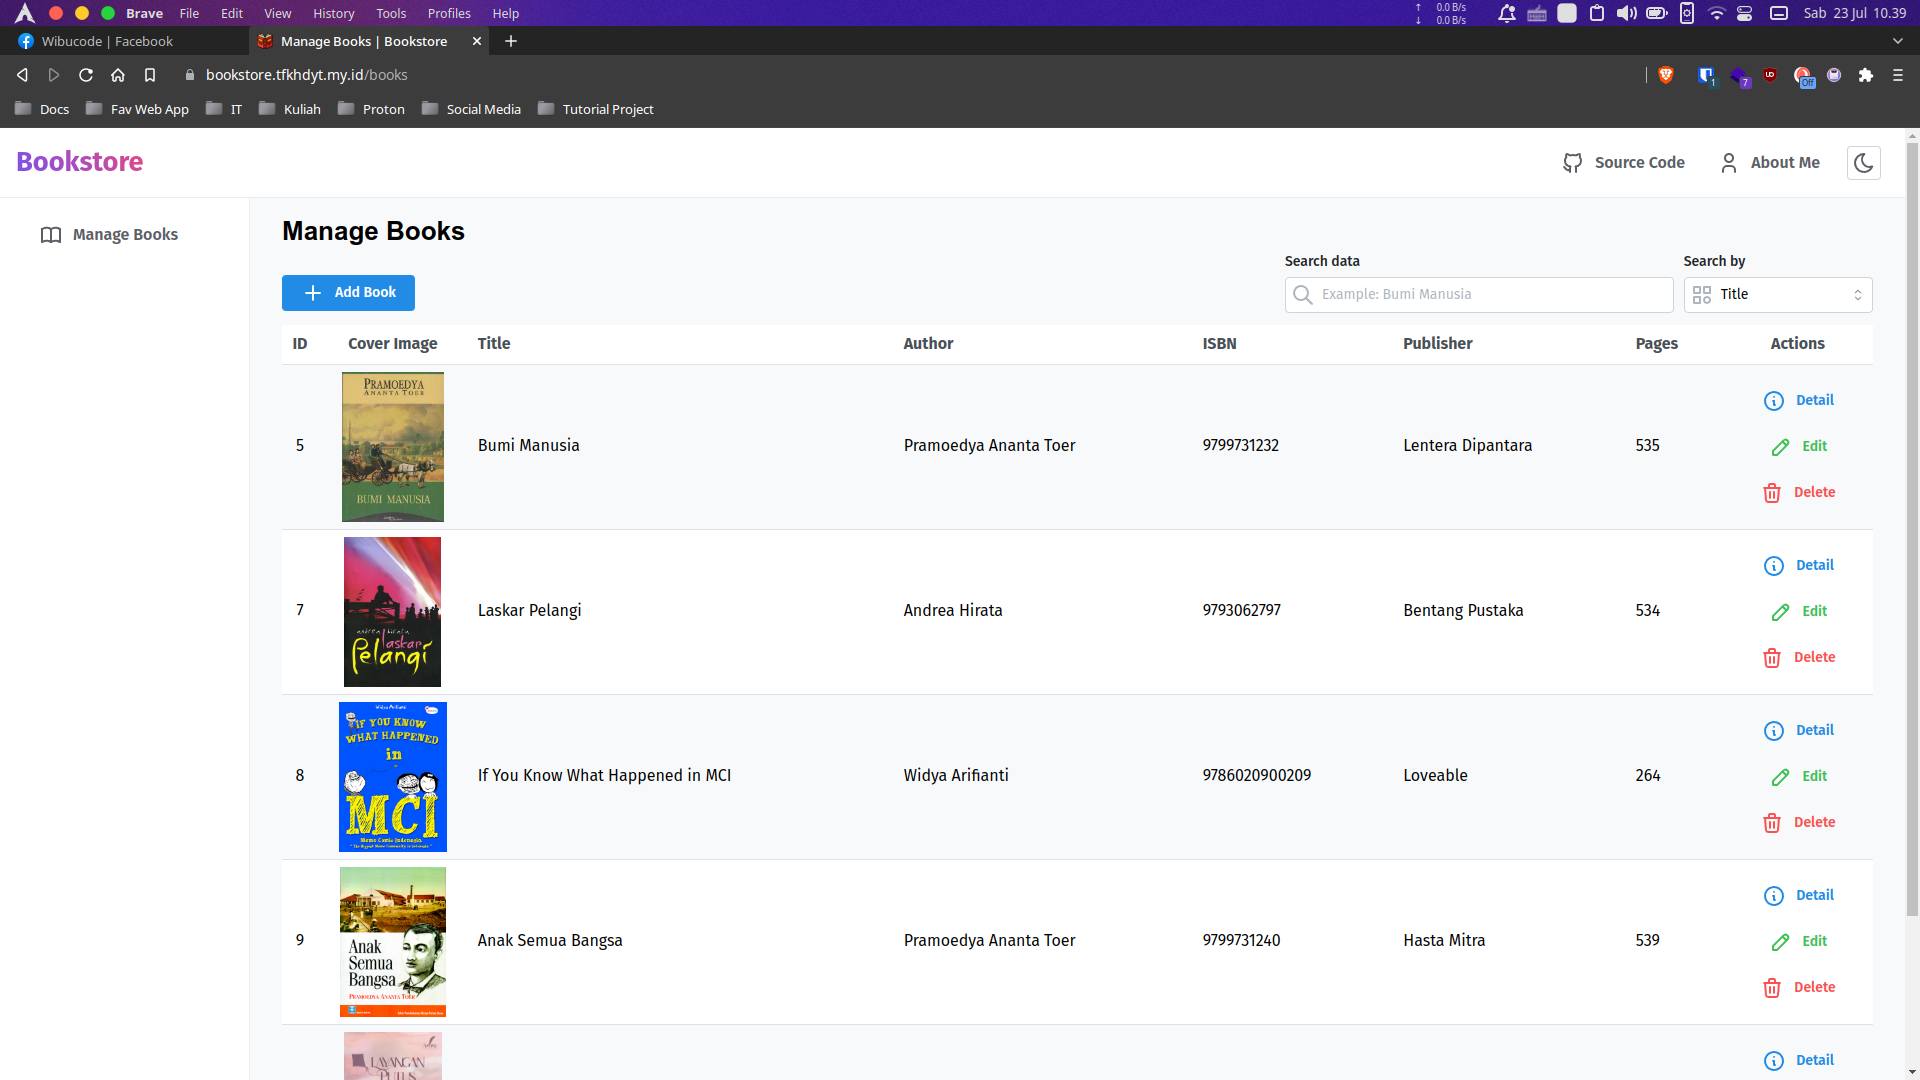 Brave File Edit View History Tools Profiles Help
↑ 0.0 B/s
↓ 0.0 B/s
Sab 23 Jul 10.39
Wibucode | Facebook
Manage Books | Bookstore
bookstore.tfkhdyt.my.id/books
1
7
Off
Docs Fav Web App IT Kuliah Proton Social Media Tutorial Project
Bookstore
Source Code About Me
Manage Books
Manage Books
Search data Search by
Add Book
Example: Bumi Manusia Title
ID Cover Image Title Author ISBN Publisher Pages Actions
PRAMOEDYA
ANANTA TOER
BUMI MANUSIA
5 Bumi Manusia Pramoedya Ananta Toer 9799731232 Lentera Dipantara 535
Detail
Edit
Delete
andrea hirata
laskar
Pelangi
7 Laskar Pelangi Andrea Hirata 9793062797 Bentang Pustaka 534
Detail
Edit
Delete
Widya Arifianti
IF YOU KNOW
WHAT HAPPENED
in
MCI
Meme Comic Indonesia
8 If You Know What Happened in MCI Widya Arifianti 9786020900209 Loveable 264
Detail
Edit
Delete
Anak
Semua
Bangsa
PRAMOEDYA ANANTA TOER
9 Anak Semua Bangsa Pramoedya Ananta Toer 9799731240 Hasta Mitra 539
Detail
Edit
Delete
LAYANGAN
PUTUS
Detail